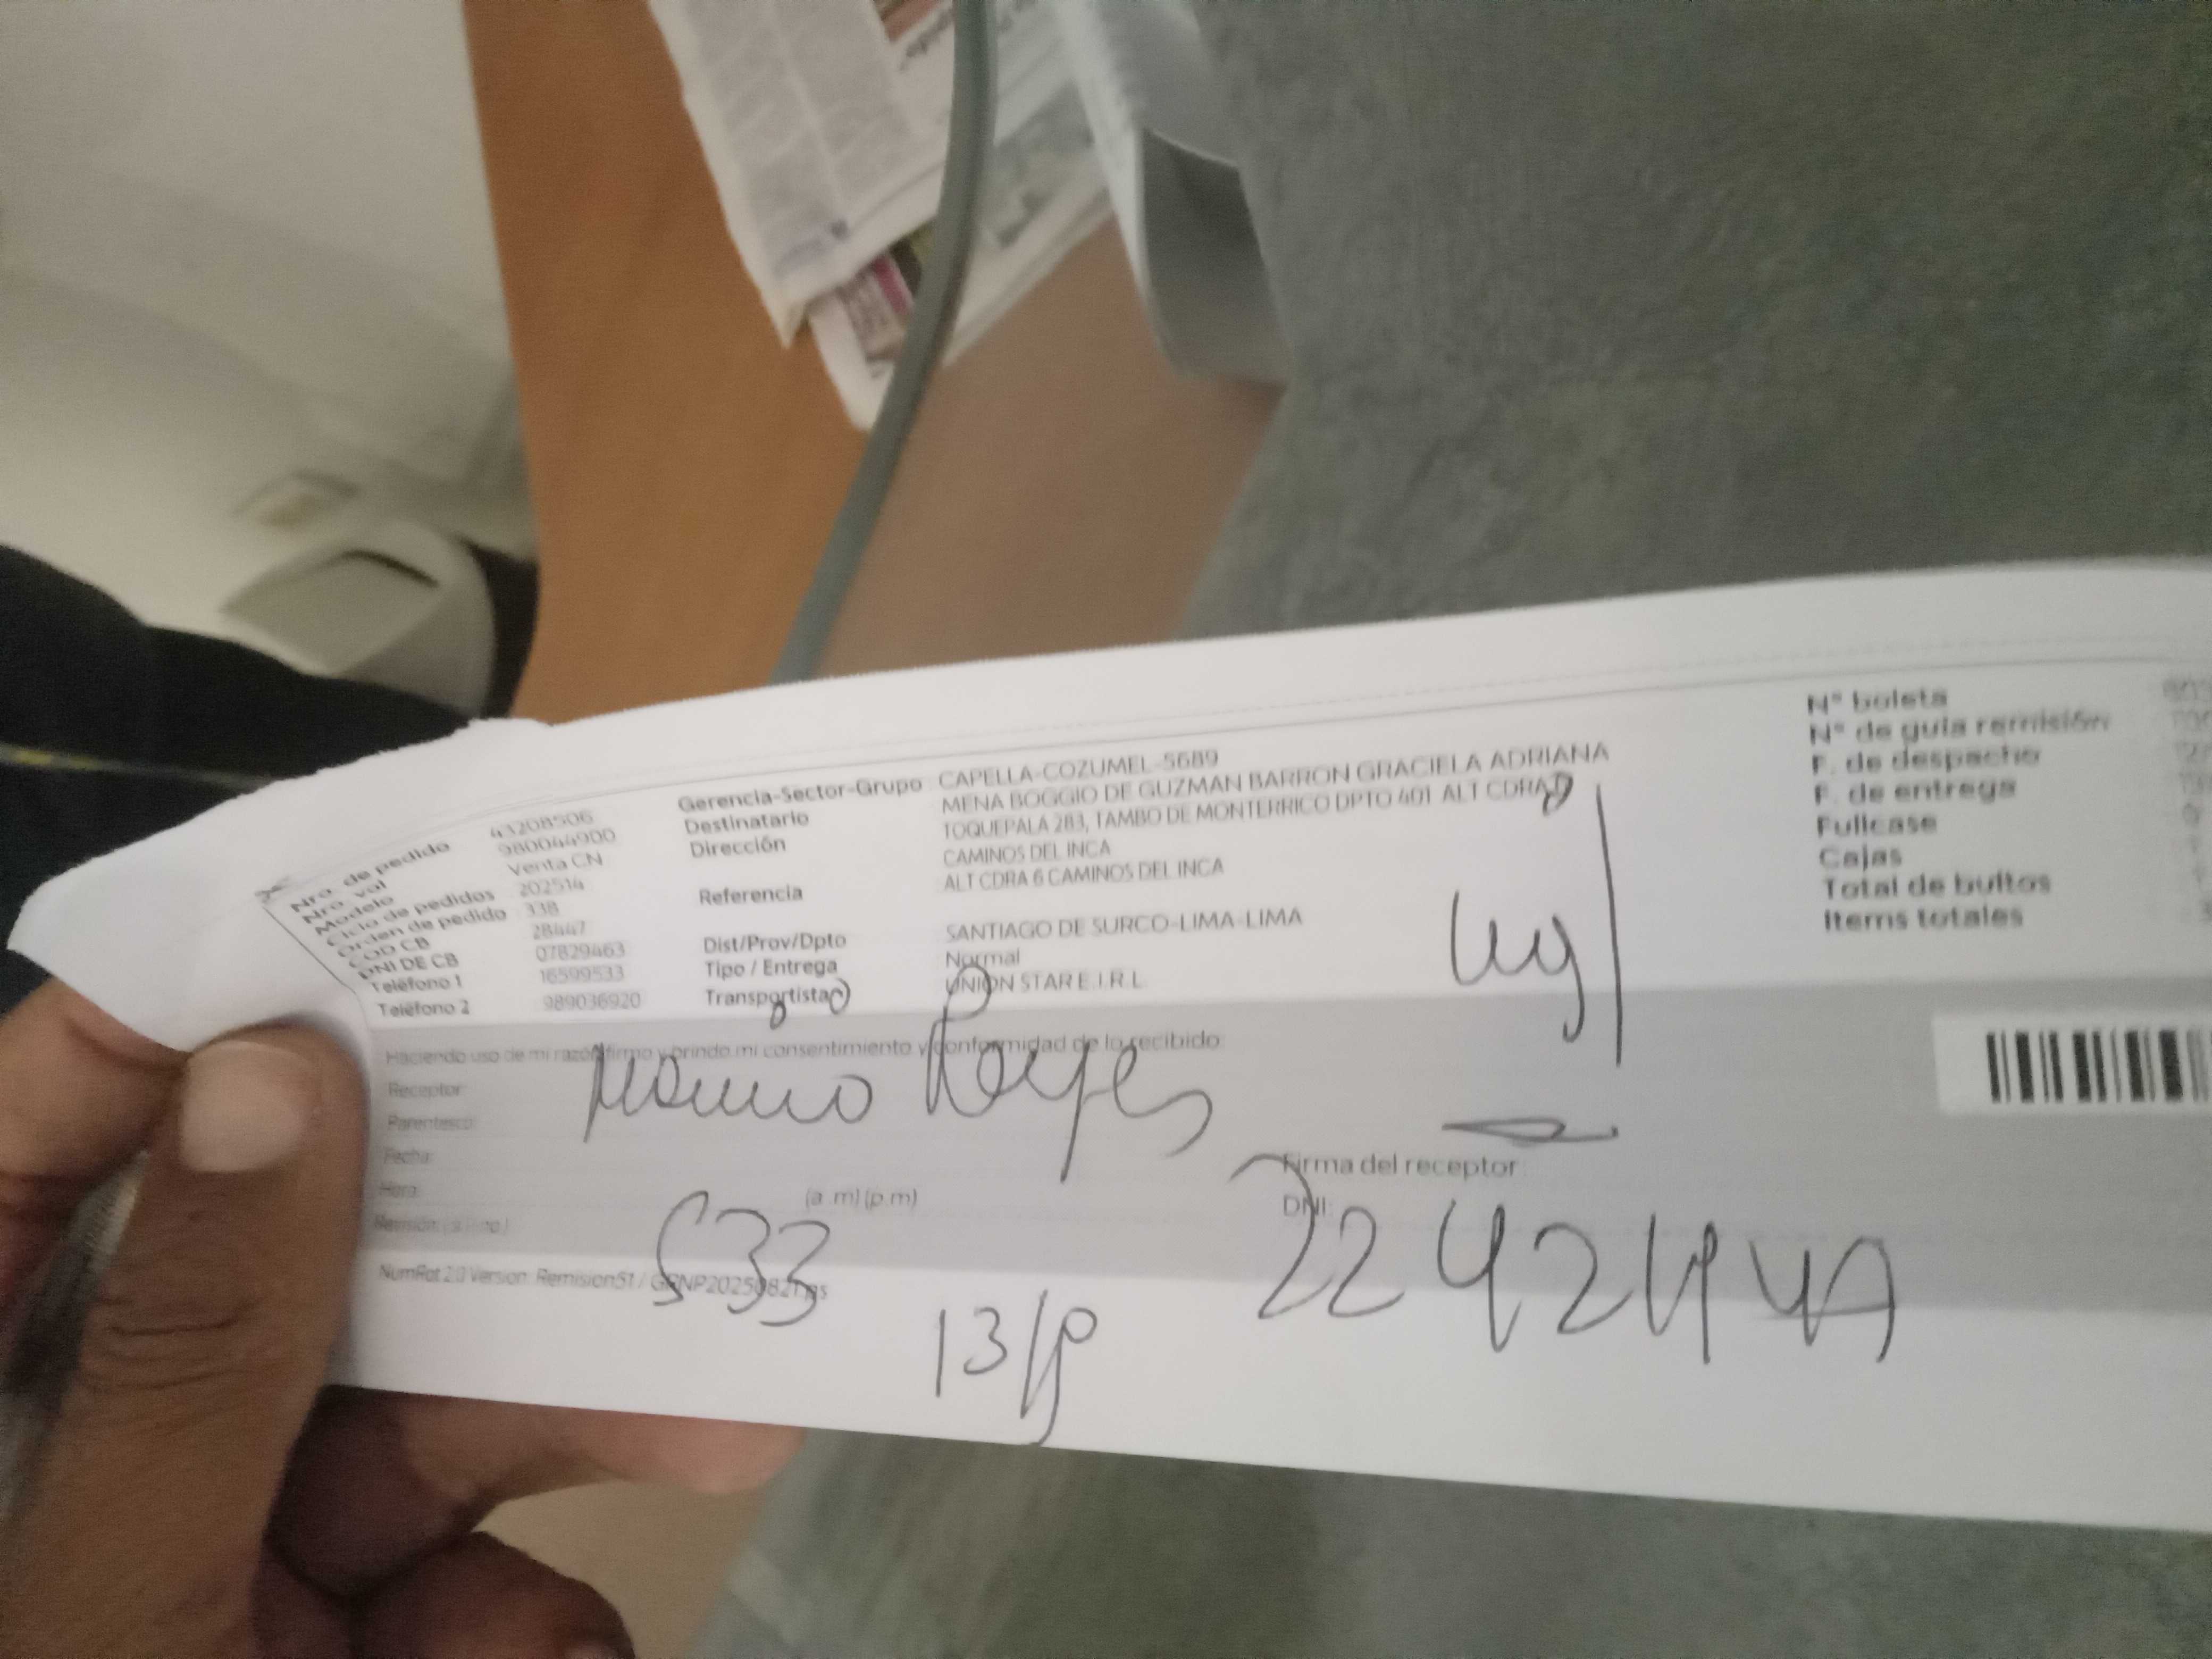 Nro. de pedido 43208506
Nro. val 980044900
Modelo Venta CN
Ciclo de pedidos 202514
Orden de pedido 338
COD CB 28447
DNI DE CB 07829463
Teléfono 1 16599533
Teléfono 2 989036920
Gerencia-Sector-Grupo CAPELLA-COZUMEL-5689
Destinatario MENA BOGGIO DE GUZMAN BARRON GRACIELA ADRIANA
Dirección TOQUEPALA 283, TAMBO DE MONTERRICO DPTO 401 ALT CDRA
CAMINOS DEL INCA
Referencia ALT CDRA 6 CAMINOS DEL INCA
Dist/Prov/Dpto SANTIAGO DE SURCO-LIMA-LIMA
Tipo / Entrega Normal
Transportista UNION STAR E.I.R.L
N° boleta
N° de guía remisión
F. de despacho
F. de entrega
Fullcase
Cajas
Total de bultos
Items totales
Haciendo uso de mi razón firmo y brindo mi consentimiento y conformidad de lo recibido
Receptor:
Reyes
Parentesco:
Fecha:
Hora: (a.m) (p.m)
Firma del receptor
DNI:
533
13/p
NumRot 2.0 Version: Remision51 /